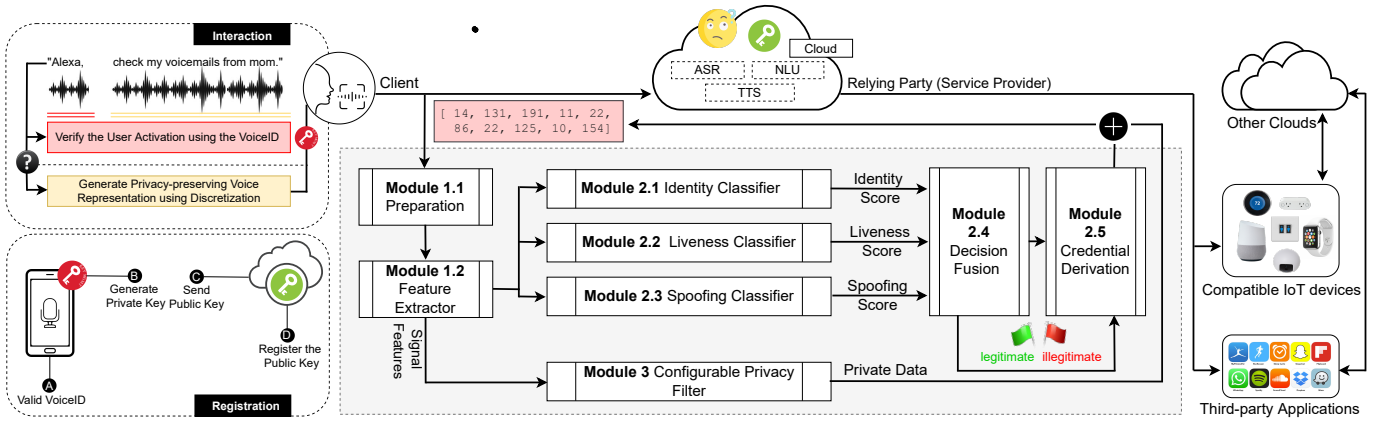 Interaction
"Alexa,
check my voicemails from mom."
Verify the User Activation using the VoiceID
?
Generate Privacy-preserving Voice
Representation using Discretization
B
Generate
Private Key
C
Send
Public Key
D
Register the
Public Key
A
Valid VoiceID
Registration
Client
Cloud
ASR
NLU
TTS
Relying Party (Service Provider)
[ 14, 131, 191, 11, 22,
86, 22, 125, 10, 154]
Module 1.1
Preparation
Module 1.2
Feature
Extractor
Signal
Features
Module 2.1 Identity Classifier
Module 2.2 Liveness Classifier
Module 2.3 Spoofing Classifier
Identity
Score
Liveness
Score
Spoofing
Score
Module
2.4
Decision
Fusion
Module
2.5
Credential
Derivation
legitimate
illegitimate
Module 3 Configurable Privacy
Filter
Private Data
Other Clouds
72
Compatible IoT devices
Third-party Applications